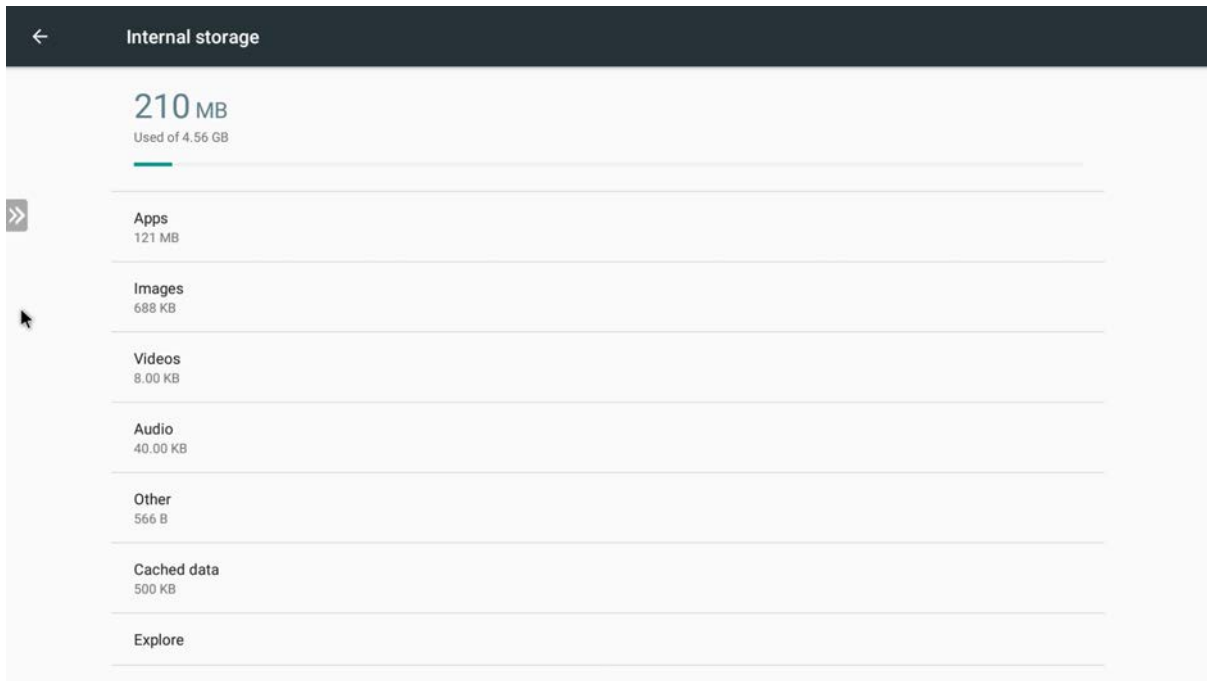 Internal storage
210 MB
Used of 4.56 GB
Apps
121 MB
Images
688 KB
Videos
8.00 KB
Audio
40.00 KB
Other
566 B
Cached data
500 KB
Explore